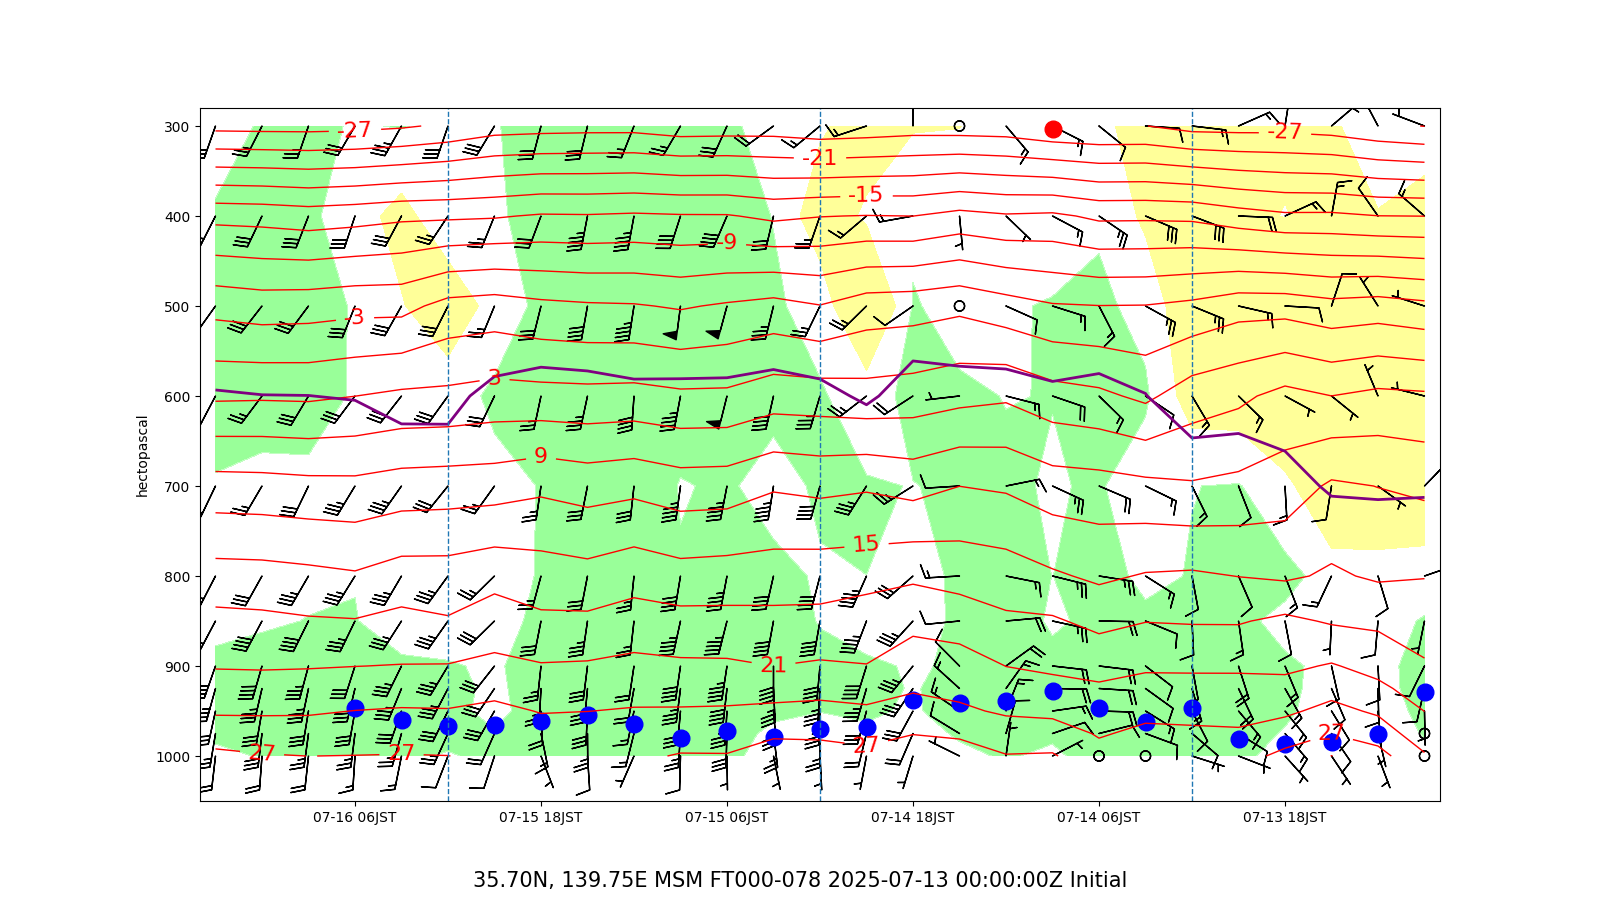 300
400
500
600
700
800
900
1000
hectopascal
-27
-27
-21
-15
-9
-3
3
9
15
21
27
27
27
27
07-16 06JST
07-15 18JST
07-15 06JST
07-14 18JST
07-14 06JST
07-13 18JST
35.70N, 139.75E MSM FT000-078 2025-07-13 00:00:00Z Initial